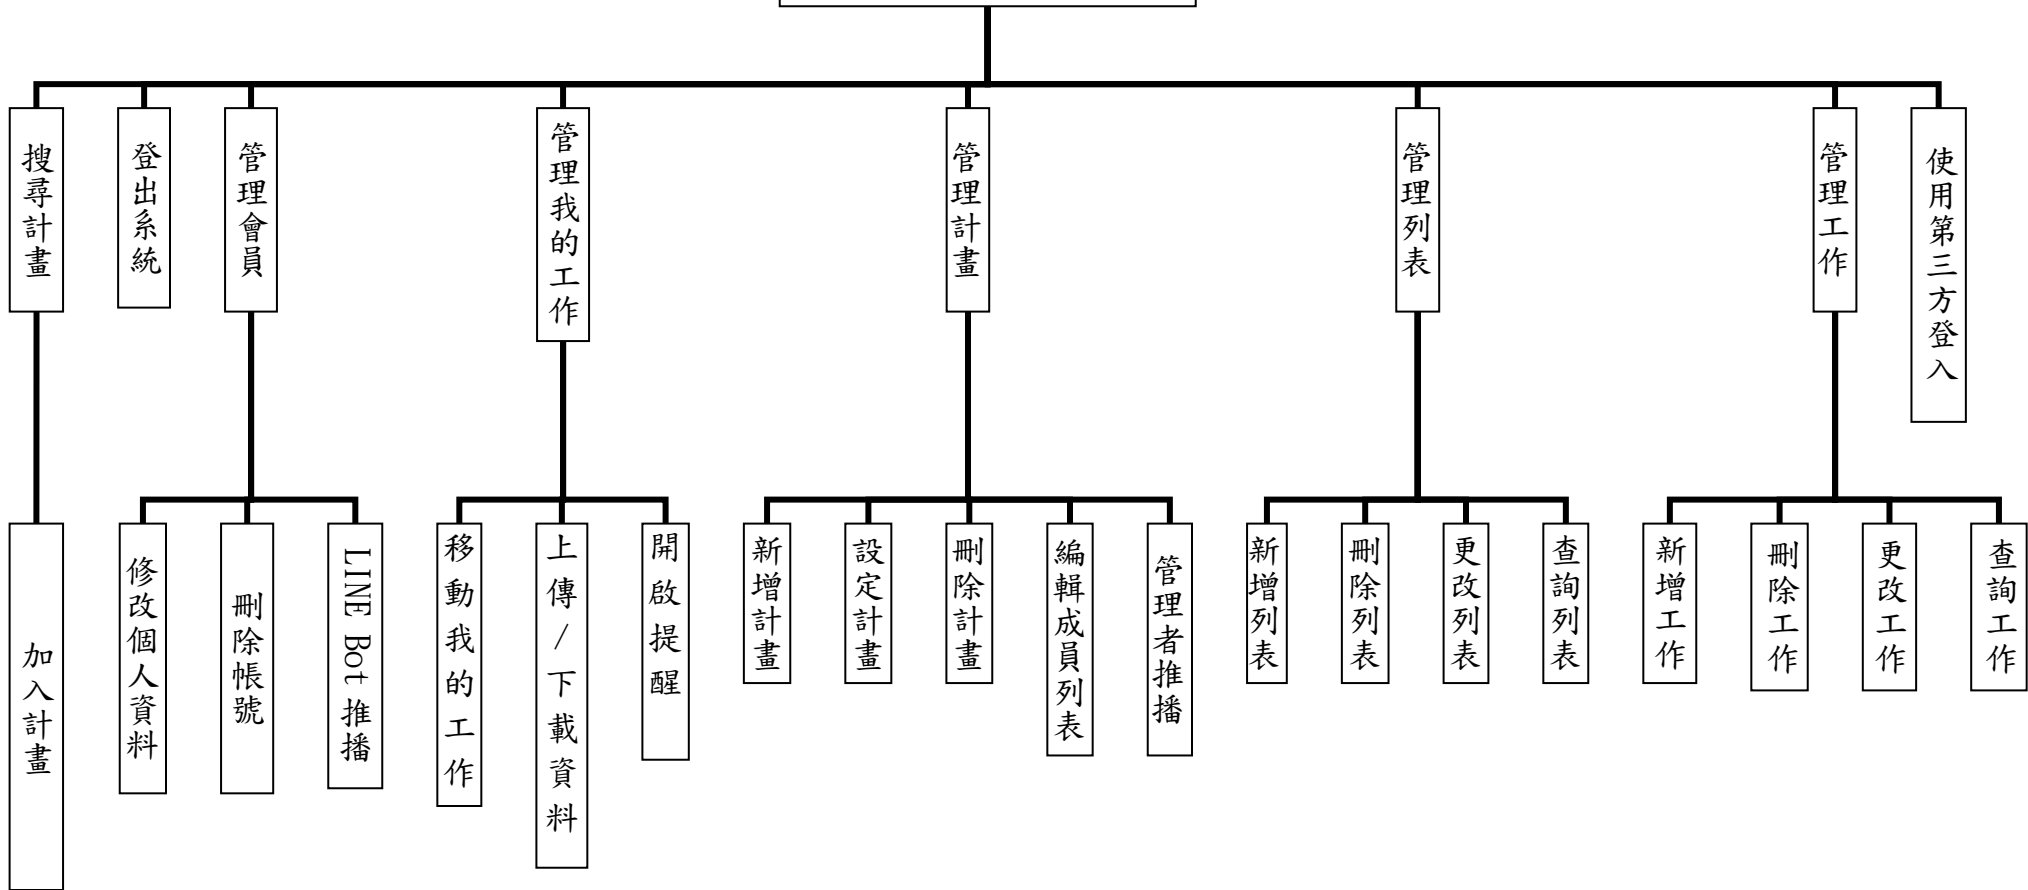 搜尋計畫
登出系統
管理會員
管理我的工作
管理計畫
管理列表
管理工作
使用第三方登入
加入計畫
修改個人資料
刪除帳號
LINE Bot 推播
移動我的工作
上傳/下載資料
開啟提醒
新增計畫
設定計畫
刪除計畫
編輯成員列表
管理者推播
新增列表
刪除列表
更改列表
查詢列表
新增工作
刪除工作
更改工作
查詢工作